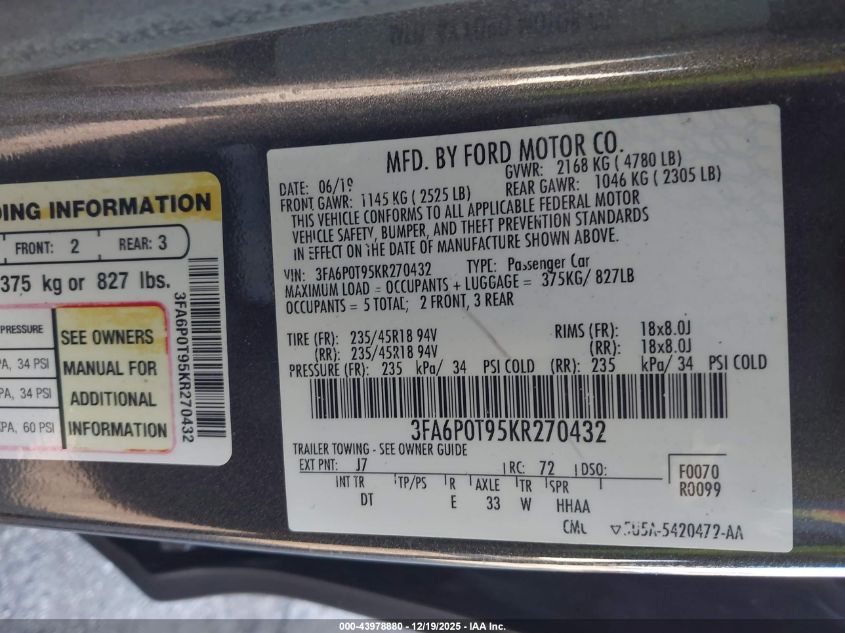 DING INFORMATION
FRONT: 2 REAR: 3
375 kg or 827 lbs.
PRESSURE
PA, 34 PSI
PA, 34 PSI
PA, 60 PSI
SEE OWNERS
MANUAL FOR
ADDITIONAL
INFORMATION
3FA6P0T95KR270432
MFD. BY FORD MOTOR CO.
DATE: 06/19 GVWR: 2168 KG ( 4780 LB)
FRONT GAWR: 1145 KG ( 2525 LB) REAR GAWR: 1046 KG ( 2305 LB)
THIS VEHICLE CONFORMS TO ALL APPLICABLE FEDERAL MOTOR
VEHICLE SAFETY, BUMPER, AND THEFT PREVENTION STANDARDS
IN EFFECT ON THE DATE OF MANUFACTURE SHOWN ABOVE.
VIN: 3FA6P0T95KR270432 TYPE: Passenger Car
MAXIMUM LOAD = OCCUPANTS + LUGGAGE = 375KG/ 827LB
OCCUPANTS = 5 TOTAL; 2 FRONT, 3 REAR
TIRE (FR): 235/45R18 94V RIMS (FR): 18x8.0J
(RR): 235/45R18 94V (RR): 18x8.0J
PRESSURE (FR): 235 kPa/ 34 PSI COLD (RR): 235 kPa/ 34 PSI COLD
3FA6P0T95KR270432
TRAILER TOWING - SEE OWNER GUIDE
EXT PNT: J7 RC: 72 DSO: F0070
R0099
INT TR TP/PS R AXLE TR SPR
DT E 33 W HHAA
5U5A-5420472-AA
000-43978880 | 12/19/2025 | © IAA Inc.